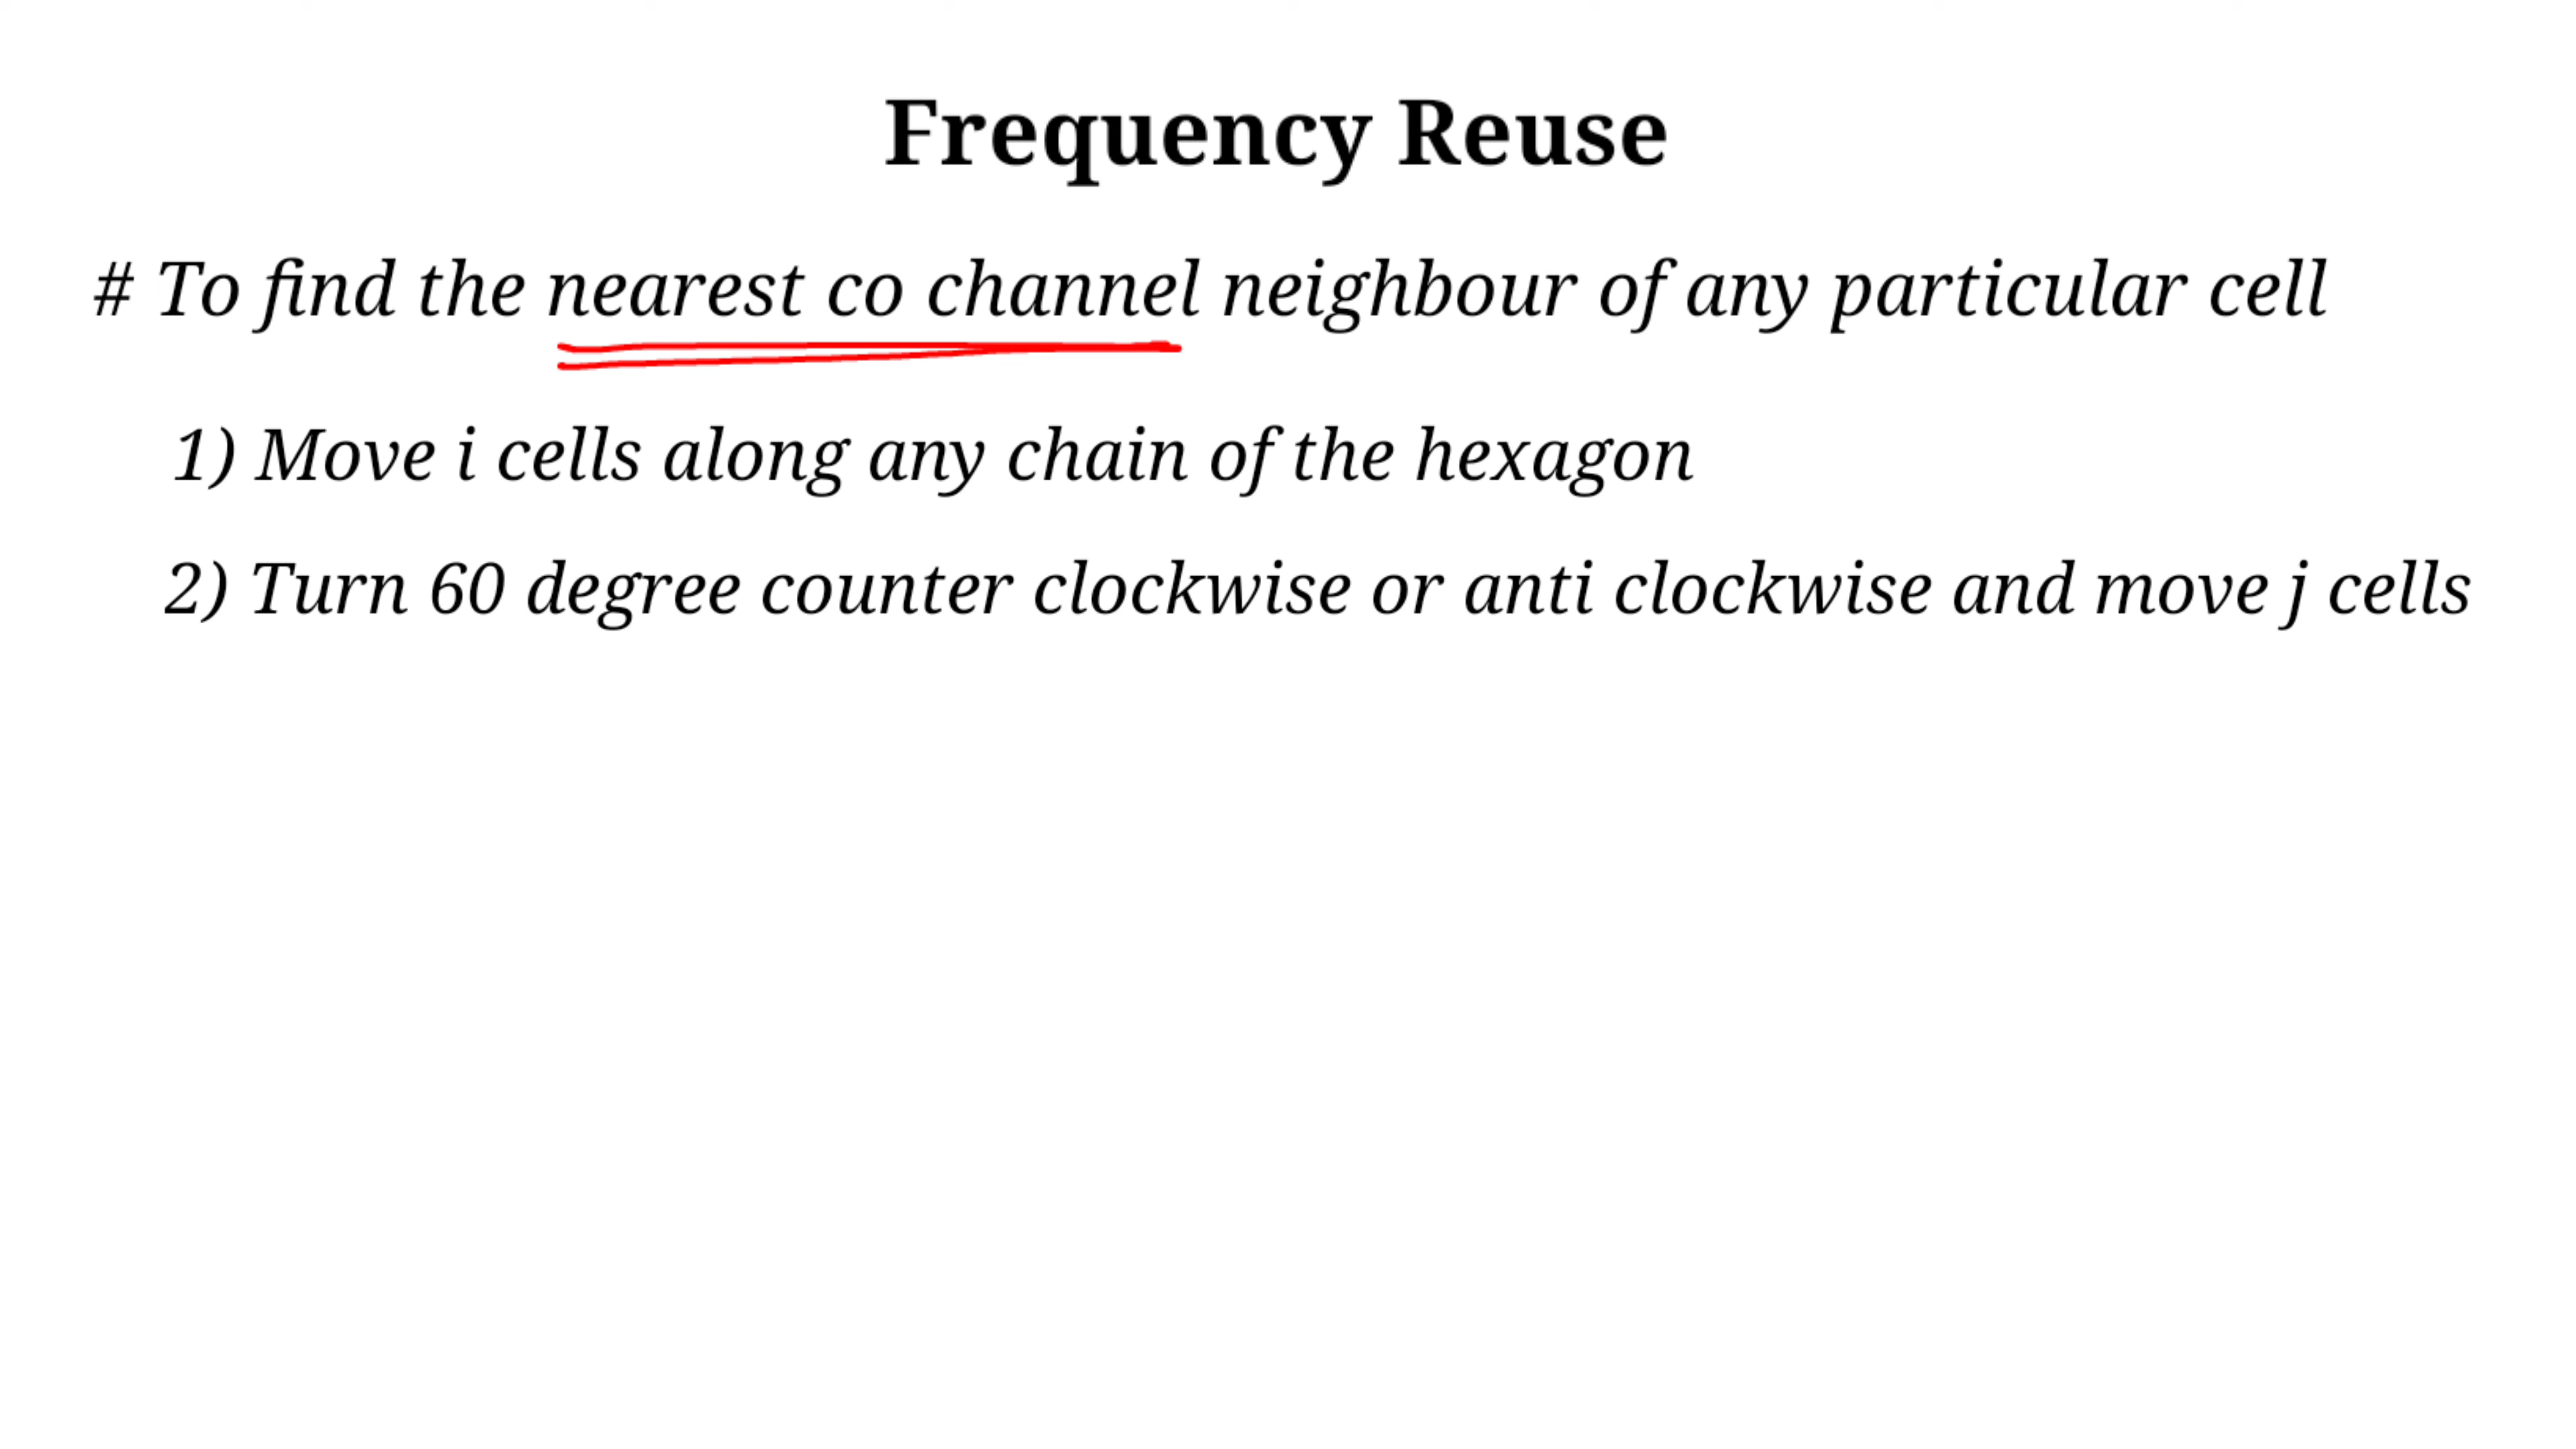 Frequency Reuse
# To find the nearest co channel neighbour of any particular cell
1) Move i cells along any chain of the hexagon
2) Turn 60 degree counter clockwise or anti clockwise and move j cells